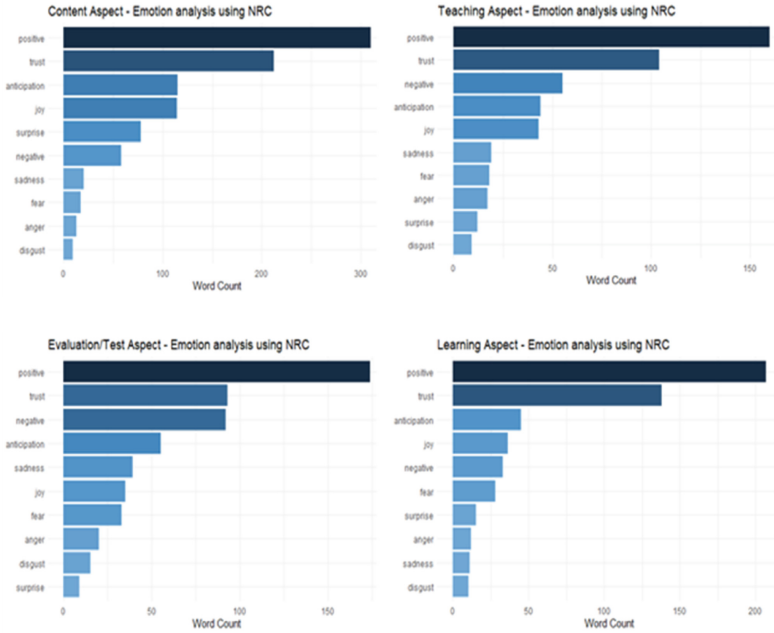 Content Aspect - Emotion analysis using NRC
positive
trust
anticipation
joy
surprise
negative
sadness
fear
anger
disgust
0 100 200 300
Word Count
Teaching Aspect - Emotion analysis using NRC
positive
trust
negative
anticipation
joy
sadness
fear
anger
surprise
disgust
0 50 100 150
Word Count
Evaluation/Test Aspect - Emotion analysis using NRC
positive
trust
negative
anticipation
sadness
joy
fear
anger
disgust
surprise
0 50 100 150
Word Count
Learning Aspect - Emotion analysis using NRC
positive
trust
anticipation
joy
negative
fear
surprise
anger
sadness
disgust
0 50 100 150 200
Word Count